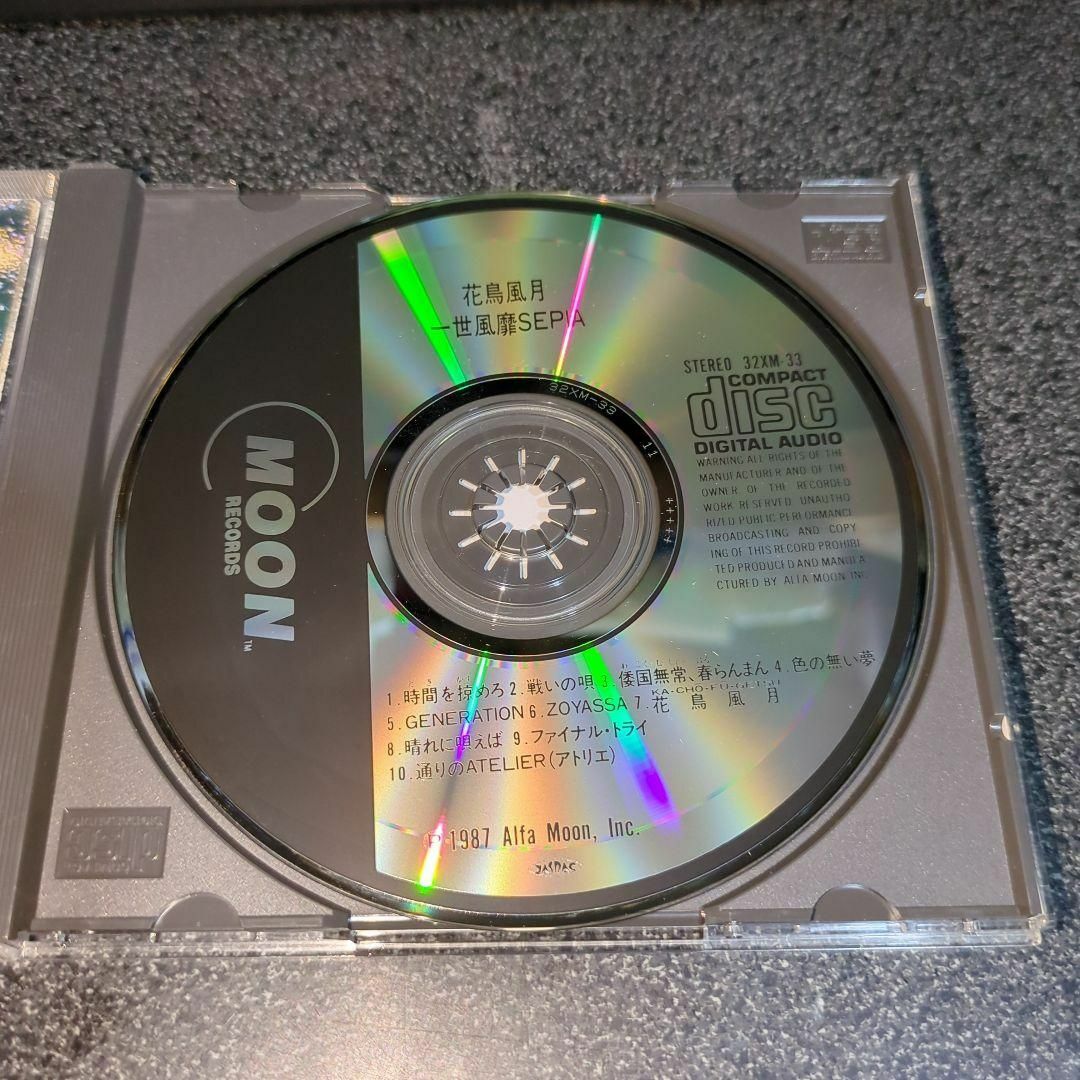 花鳥風月
一世風靡SEPIA
STEREO 32XM-33
COMPACT
disc
DIGITAL AUDIO
WARNING ALL RIGHTS OF THE
MANUFACTURER AND OF THE
OWNER OF THE RECORDED
WORK RESERVED UNAUTHO
RIZED PUBLIC PERFORMANCE
BROADCASTING AND COPY
ING OF THIS RECORD PROHIBI
TED PRODUCED AND MANUFA
CTURED BY ALFA MOON INC
32XM-33 11 +++++
MOON
RECORDS
TM
1. 時間を掠めろ 2. 戦いの唄 3. 倭国無常、春らんまん 4. 色の無い夢
KA-CHO-FU-GETSU
5. GENERATION 6. ZOYASSA 7. 花鳥風月
8. 晴れに唄えば 9. ファイナル・トライ
10. 通りのATELIER(アトリエ)
Ⓟ 1987 Alfa Moon, Inc.
JASRAC